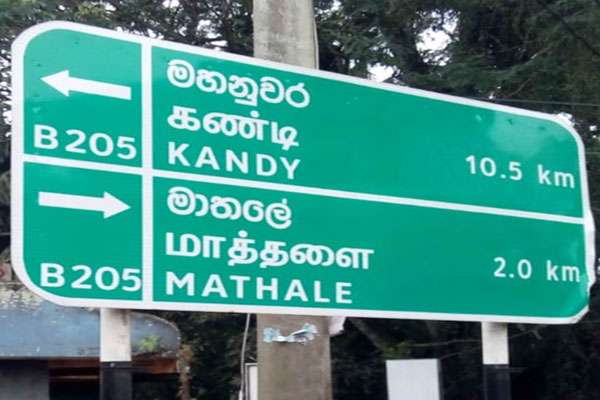 B205
මහනුවර
கண்டி
KANDY 10.5 km
B205
මාතලේ
மாத்தளை
MATHALE 2.0 km